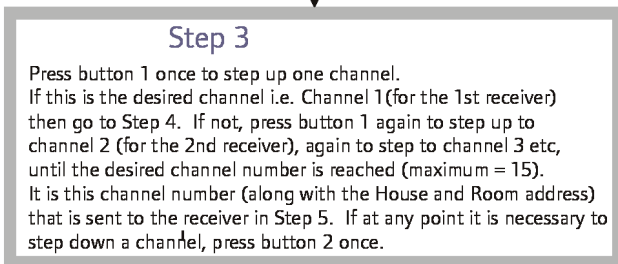 Step 3
Press button 1 once to step up one channel.
If this is the desired channel i.e. Channel 1(for the 1st receiver)
then go to Step 4. If not, press button 1 again to step up to
channel 2 (for the 2nd receiver), again to step to channel 3 etc,
until the desired channel number is reached (maximum = 15).
It is this channel number (along with the House and Room address)
that is sent to the receiver in Step 5. If at any point it is necessary to
step down a channel, press button 2 once.